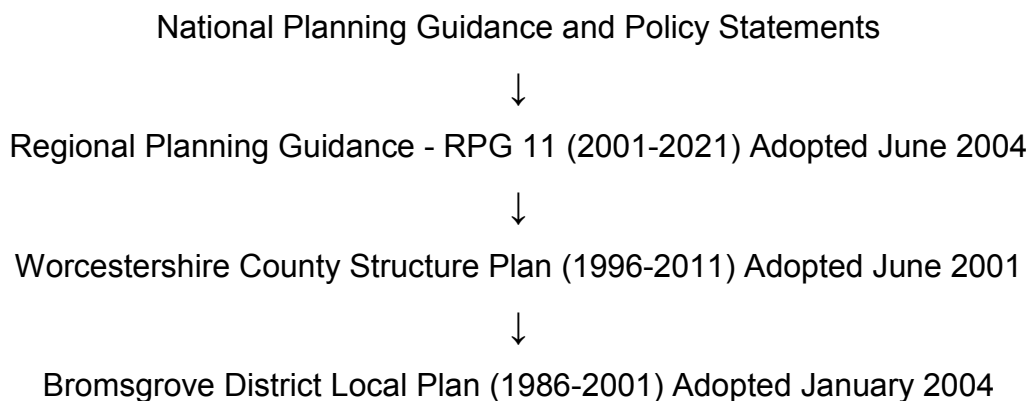 National Planning Guidance and Policy Statements
↓
Regional Planning Guidance - RPG 11 (2001-2021) Adopted June 2004
↓
Worcestershire County Structure Plan (1996-2011) Adopted June 2001
↓
Bromsgrove District Local Plan (1986-2001) Adopted January 2004